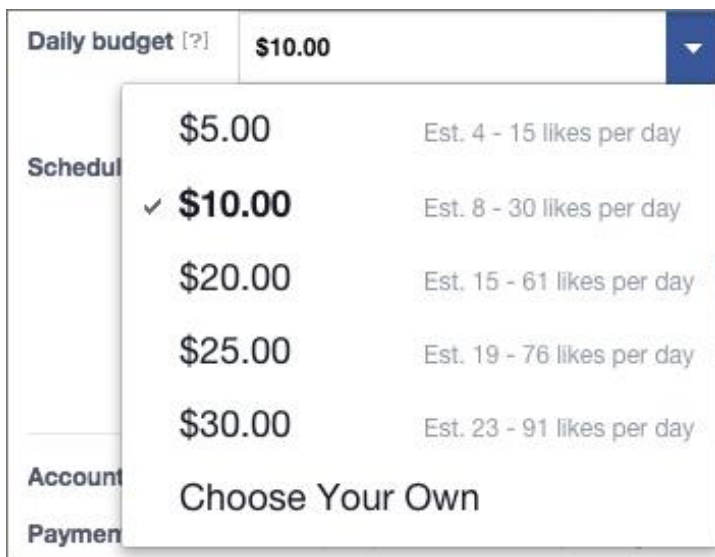 Daily budget [?] $10.00
$5.00 Est. 4 - 15 likes per day
Schedul
✓ $10.00 Est. 8 - 30 likes per day
$20.00 Est. 15 - 61 likes per day
$25.00 Est. 19 - 76 likes per day
$30.00 Est. 23 - 91 likes per day
Account
Choose Your Own
Paymen